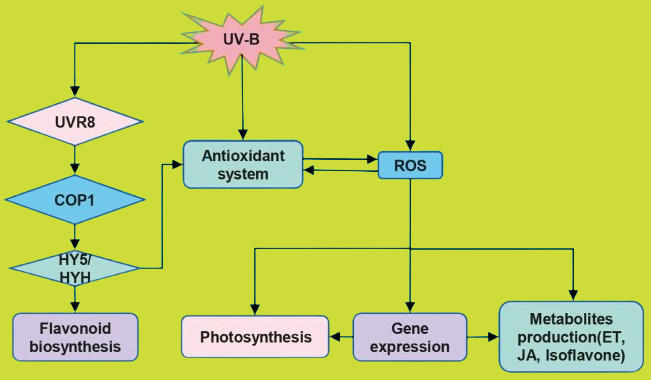 UV-B
UVR8
Antioxidant
system
ROS
COP1
HY5/
HYH
Flavonoid
biosynthesis
Photosynthesis
Gene
expression
Metabolites
production(ET,
JA, Isoflavone)